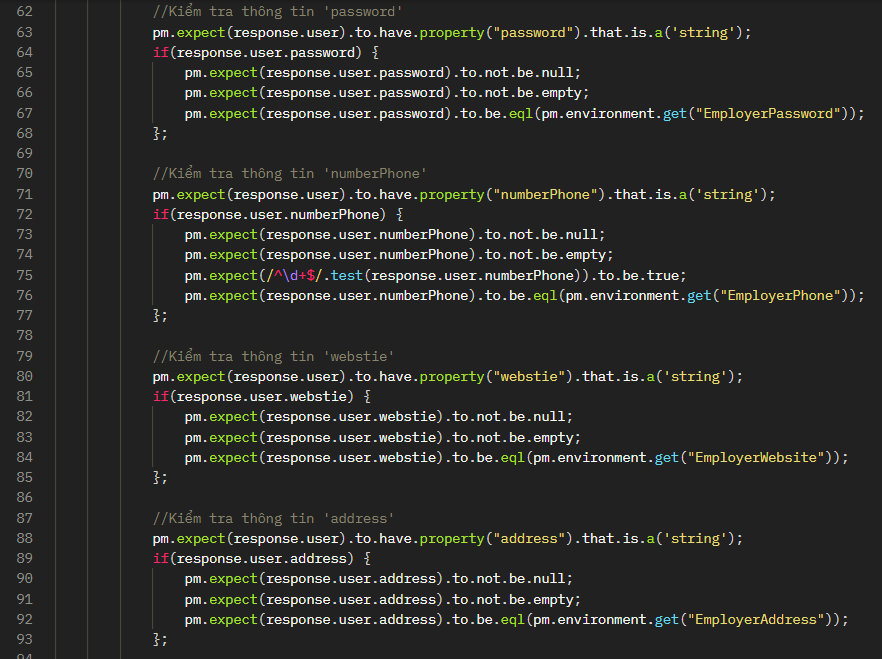 62 //Kiểm tra thông tin 'password'
63 pm.expect(response.user).to.have.property("password").that.is.a('string');
64 if(response.user.password) {
65 pm.expect(response.user.password).to.not.be.null;
66 pm.expect(response.user.password).to.not.be.empty;
67 pm.expect(response.user.password).to.be.eql(pm.environment.get("EmployerPassword"));
68 };
69
70 //Kiểm tra thông tin 'numberPhone'
71 pm.expect(response.user).to.have.property("numberPhone").that.is.a('string');
72 if(response.user.numberPhone) {
73 pm.expect(response.user.numberPhone).to.not.be.null;
74 pm.expect(response.user.numberPhone).to.not.be.empty;
75 pm.expect(/^\d+$/.test(response.user.numberPhone)).to.be.true;
76 pm.expect(response.user.numberPhone).to.be.eql(pm.environment.get("EmployerPhone"));
77 };
78
79 //Kiểm tra thông tin 'webstie'
80 pm.expect(response.user).to.have.property("webstie").that.is.a('string');
81 if(response.user.webstie) {
82 pm.expect(response.user.webstie).to.not.be.null;
83 pm.expect(response.user.webstie).to.not.be.empty;
84 pm.expect(response.user.webstie).to.be.eql(pm.environment.get("EmployerWebsite"));
85 };
86
87 //Kiểm tra thông tin 'address'
88 pm.expect(response.user).to.have.property("address").that.is.a('string');
89 if(response.user.address) {
90 pm.expect(response.user.address).to.not.be.null;
91 pm.expect(response.user.address).to.not.be.empty;
92 pm.expect(response.user.address).to.be.eql(pm.environment.get("EmployerAddress"));
93 };
94